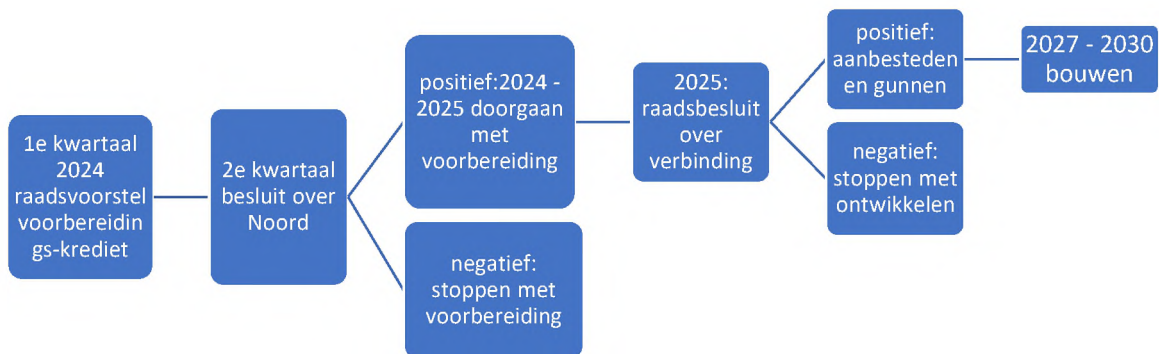 1e kwartaal
2024
raadsvoorstel
voorbereidin
gs-krediet
2e kwartaal
besluit over
Noord
positief:2024 -
2025 doorgaan
met
voorbereiding
negatief:
stoppen met
voorbereiding
2025:
raadsbesluit
over
verbinding
positief:
aanbesteden
en gunnen
negatief:
stoppen met
ontwikkelen
2027 - 2030
bouwen